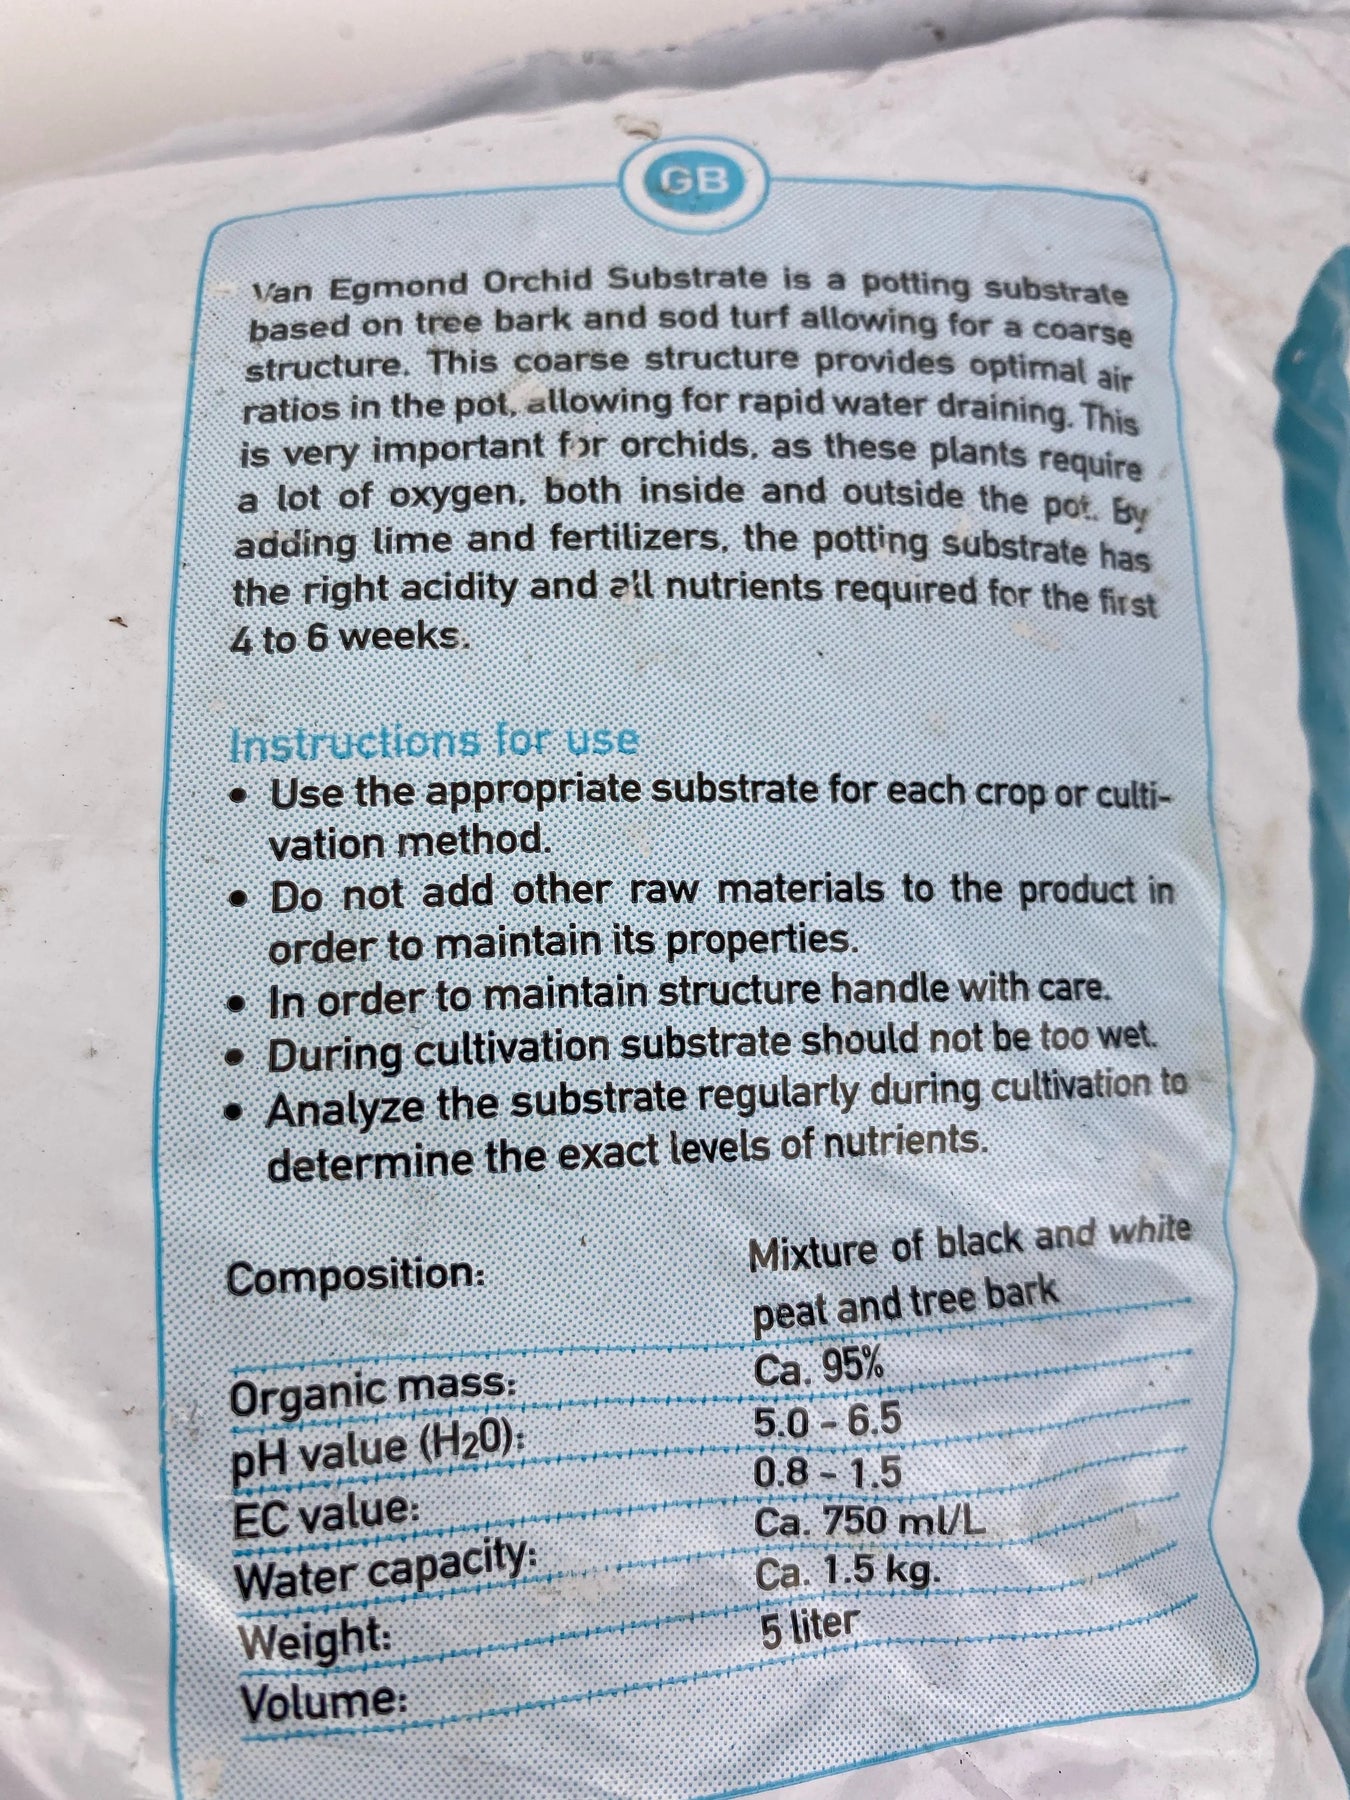 GB
Van Egmond Orchid Substrate is a potting substrate
based on tree bark and sod turf allowing for a coarse
structure. This coarse structure provides optimal air
ratios in the pot, allowing for rapid water draining. This
is very important for orchids, as these plants require
a lot of oxygen, both inside and outside the pot. By
adding lime and fertilizers, the potting substrate has
the right acidity and all nutrients required for the first
4 to 6 weeks.
Instructions for use
• Use the appropriate substrate for each crop or culti-
vation method.
• Do not add other raw materials to the product in
order to maintain its properties.
• In order to maintain structure handle with care.
• During cultivation substrate should not be too wet.
• Analyze the substrate regularly during cultivation to
determine the exact levels of nutrients.
Composition: Mixture of black and white
peat and tree bark
Organic mass: Ca. 95%
pH value (H2O): 5.0 - 6.5
EC value: 0.8 - 1.5
Water capacity: Ca. 750 ml/L
Weight: Ca. 1.5 kg.
Volume: 5 liter